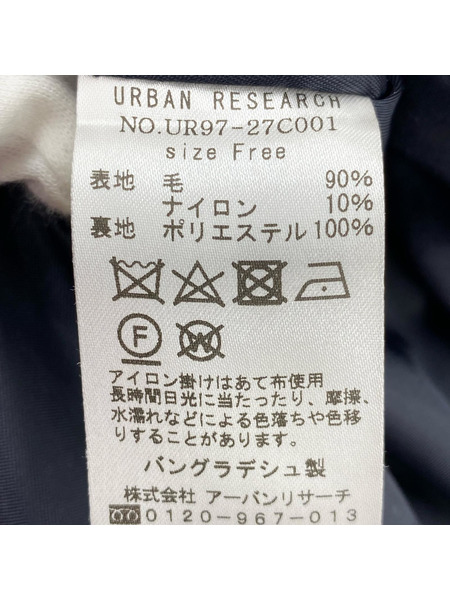 URBAN RESEARCH
NO.UR97-27C001
size Free
表地 毛 90%
ナイロン 10%
裏地 ポリエステル 100%
F W
アイロン掛けはあて布使用
長時間日光に当たったり、摩擦、
水濡れなどによる色落ちや色移
りすることがあります。
バングラデシュ製
株式会社 アーバンリサーチ
0120-967-013